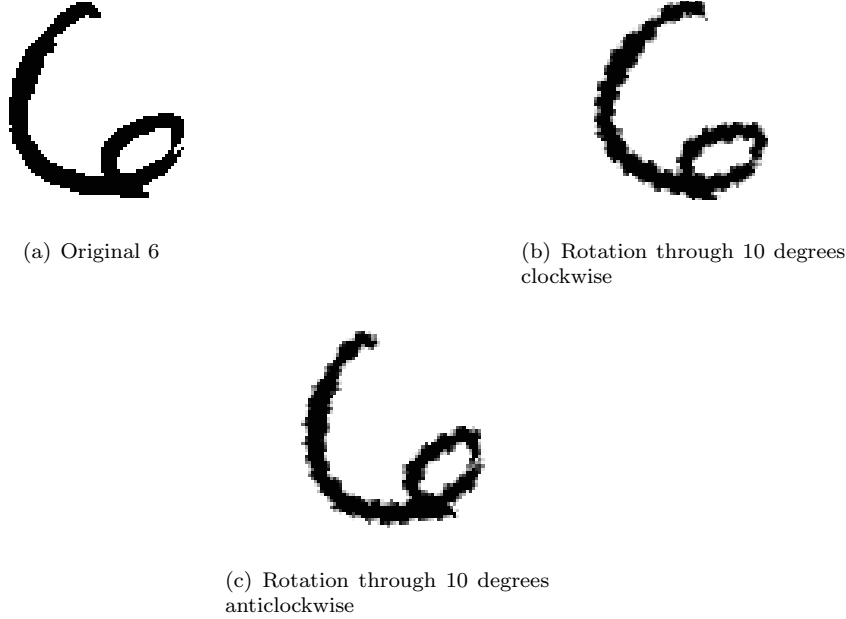 (a) Original 6
(b) Rotation through 10 degrees
clockwise
(c) Rotation through 10 degrees
anticlockwise